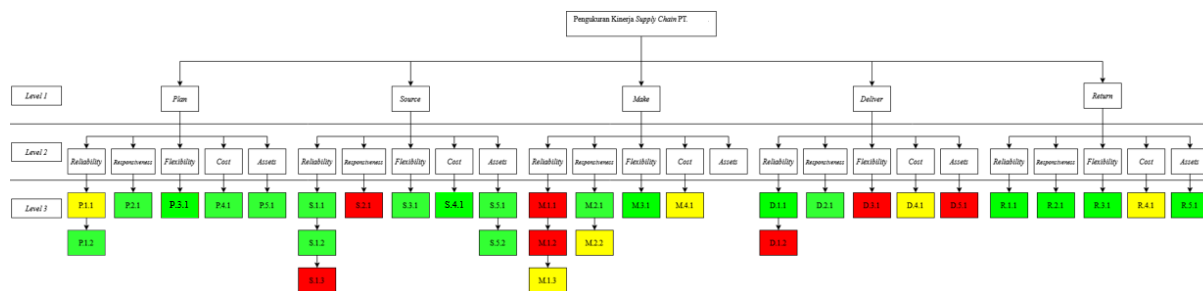 Pengukuran Kinerja Supply Chain PT.
Level 1
Plan
Source
Make
Deliver
Return
Level 2
Reliability
Responsiveness
Flexibility
Cost
Assets
Reliability
Responsiveness
Flexibility
Cost
Assets
Reliability
Responsiveness
Flexibility
Cost
Assets
Reliability
Responsiveness
Flexibility
Cost
Assets
Reliability
Responsiveness
Flexibility
Cost
Assets
Level 3
P.1.1
P.2.1
P.3.1
P.4.1
P.5.1
S.1.1
S.2.1
S.3.1
S.4.1
S.5.1
M.1.1
M.2.1
M.3.1
M.4.1
D.1.1
D.2.1
D.3.1
D.4.1
D.5.1
R.1.1
R.2.1
R.3.1
R.4.1
R.5.1
P.1.2
S.1.2
S.5.2
M.1.2
M.2.2
D.1.2
S.1.3
M.1.3